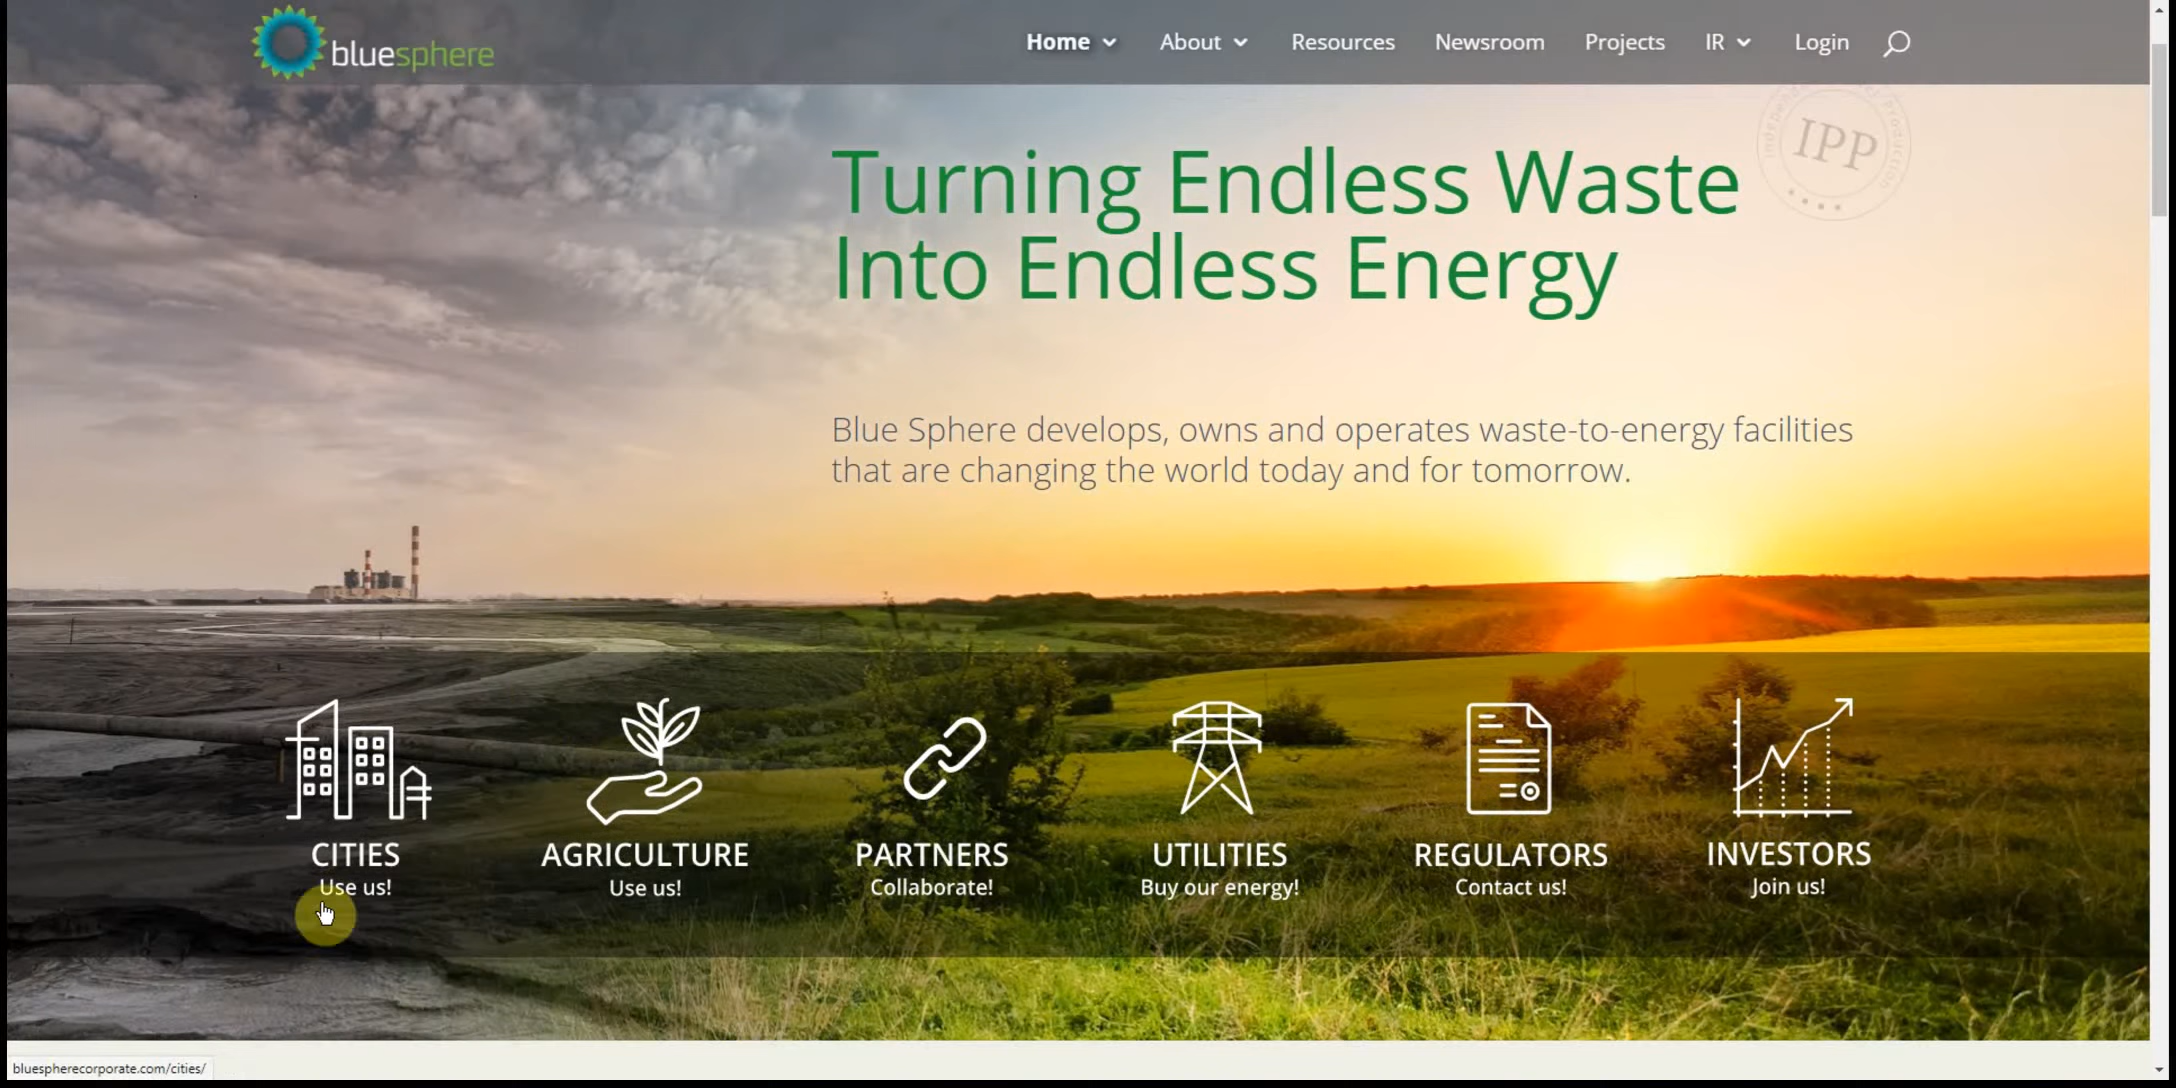 bluesphere
Home
About
Resources
Newsroom
Projects
IR
Login
IPP
Turning Endless Waste
Into Endless Energy
Blue Sphere develops, owns and operates waste-to-energy facilities
that are changing the world today and for tomorrow.
CITIES
Use us!
AGRICULTURE
Use us!
PARTNERS
Collaborate!
UTILITIES
Buy our energy!
REGULATORS
Contact us!
INVESTORS
Join us!
bluespherecorporate.com/cities/